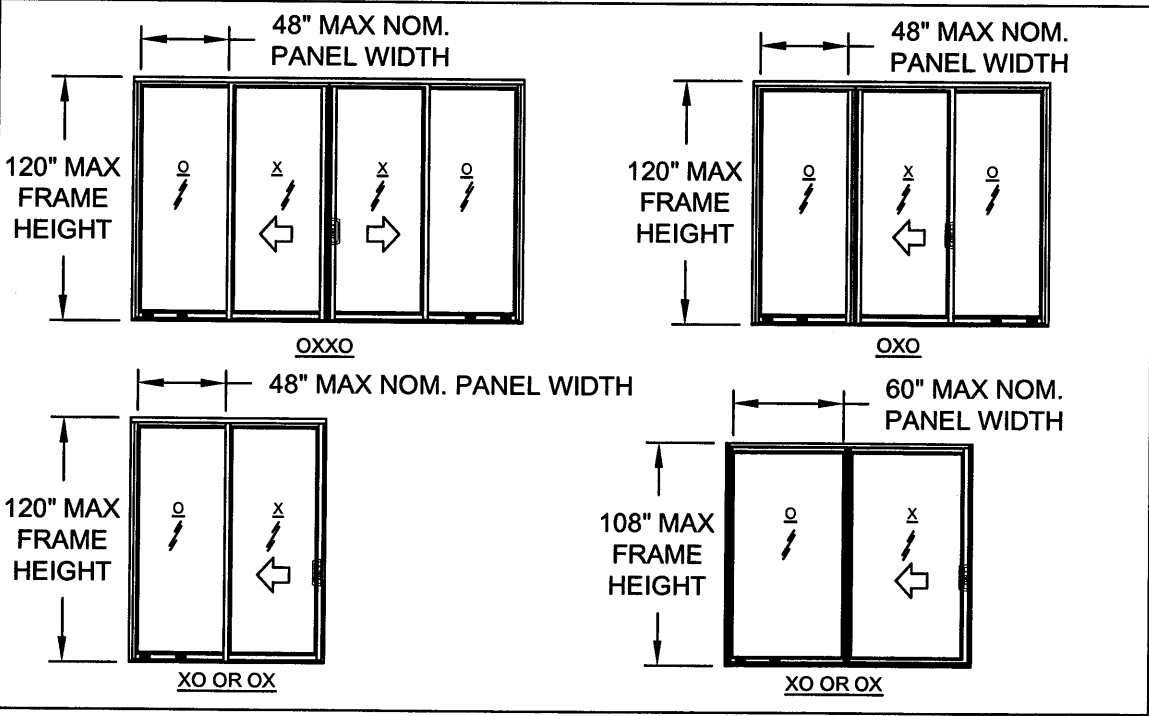 48" MAX NOM.
PANEL WIDTH
120" MAX
FRAME
HEIGHT
O X X O
OXXO
48" MAX NOM.
PANEL WIDTH
120" MAX
FRAME
HEIGHT
O X O
OXO
48" MAX NOM. PANEL WIDTH
120" MAX
FRAME
HEIGHT
O X
XO OR OX
60" MAX NOM.
PANEL WIDTH
108" MAX
FRAME
HEIGHT
O X
XO OR OX